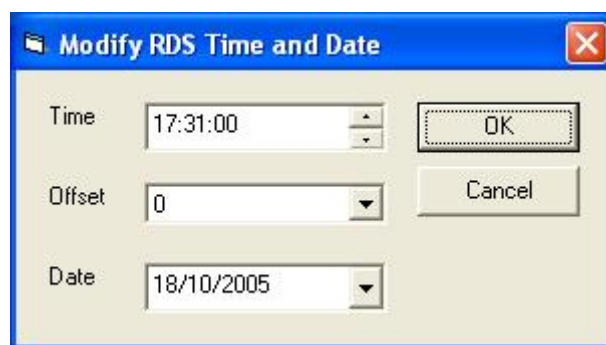 Modify RDS Time and Date
Time
17:31:00
OK
Offset
0
Cancel
Date
18/10/2005